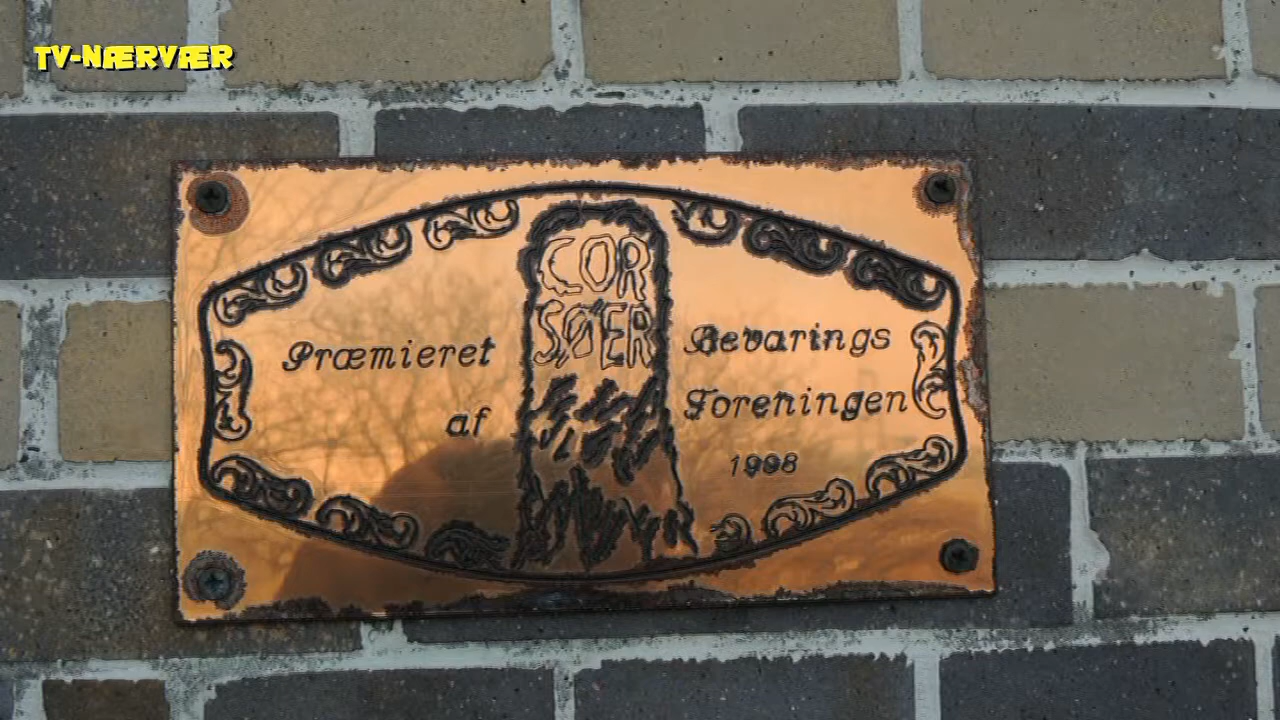 TV-NÆRVÆR
COR
SØER
Præmieret
af
Bevarings
Foreningen
1998